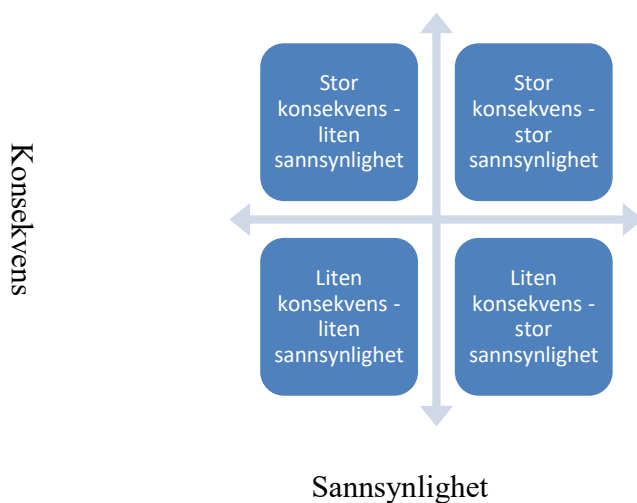 Konsekvens
Stor
konsekvens -
liten
sannsynlighet
Stor
konsekvens -
stor
sannsynlighet
Liten
konsekvens -
liten
sannsynlighet
Liten
konsekvens -
stor
sannsynlighet
Sannsynlighet